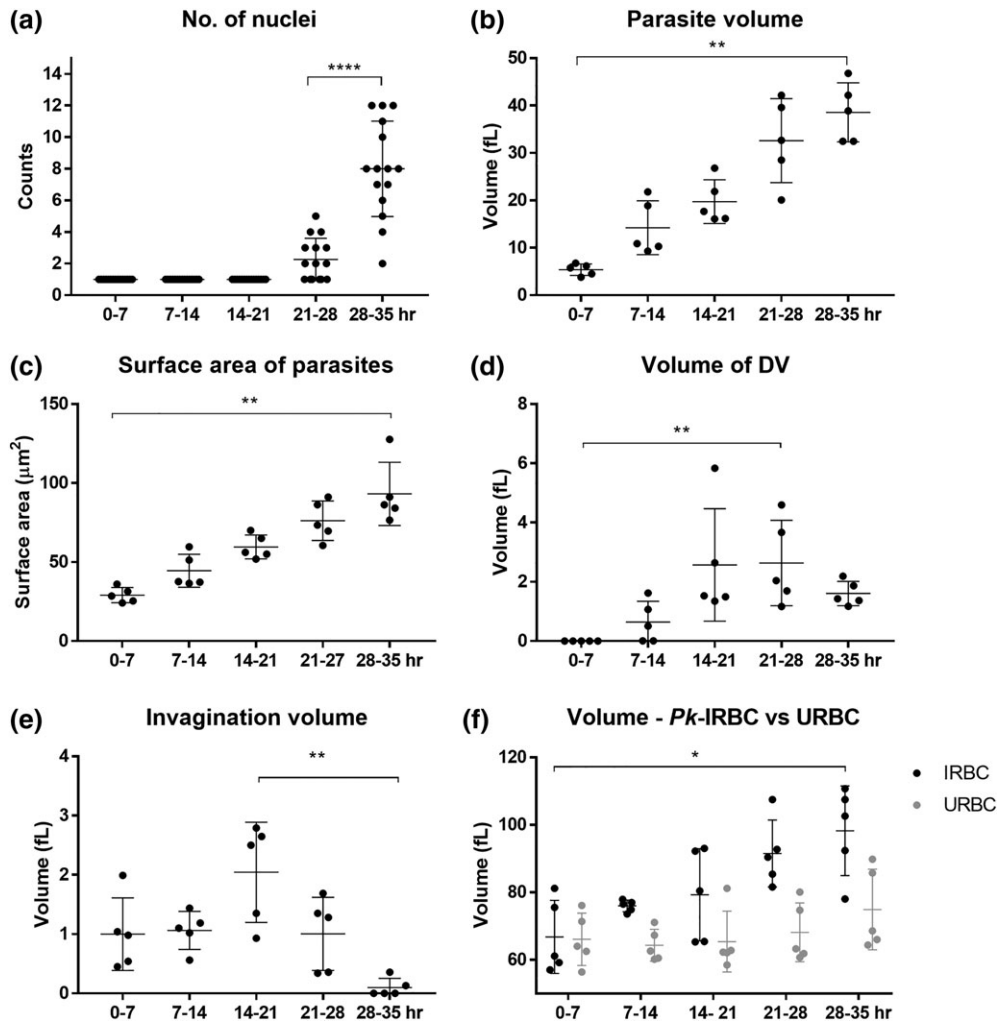 (a) No. of nuclei
****
14
12
10
8
6
4
2
0
Counts
0-7 7-14 14-21 21-28 28-35 hr
(b) Parasite volume
**
50
40
30
20
10
0
Volume (fL)
0-7 7-14 14-21 21-28 28-35 hr
(c) Surface area of parasites
**
150
100
50
0
Surface area (μm²)
0-7 7-14 14-21 21-27 28-35 hr
(d) Volume of DV
**
8
6
4
2
0
Volume (fL)
0-7 7-14 14-21 21-28 28-35 hr
(e) Invagination volume
**
4
3
2
1
0
Volume (fL)
0-7 7-14 14-21 21-28 28-35 hr
(f) Volume - Pk-IRBC vs URBC
*
120
100
80
60
Volume (fL)
0-7 7-14 14- 21 21-28 28-35 hr
IRBC
URBC